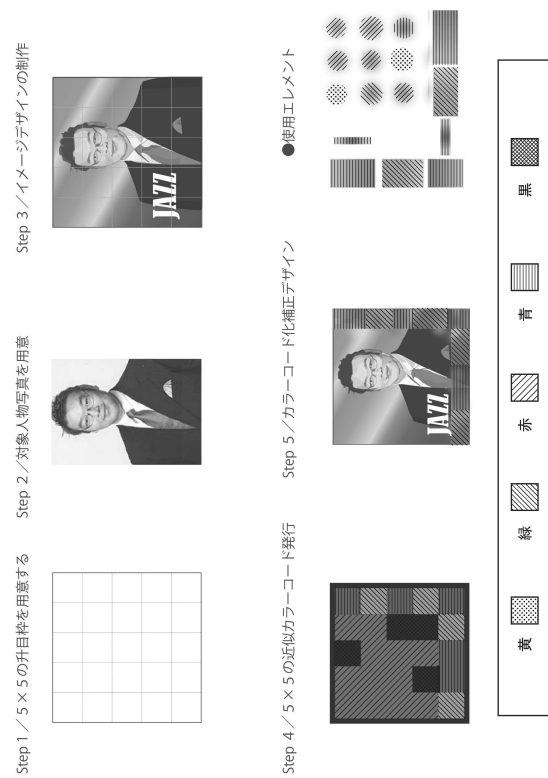 Step 1／5×5の升目枠を用意する
Step 2／対象人物写真を用意
Step 3／イメージデザインの制作
JAZZ
Step 4／5×5の近似カラーコード発行
Step 5／カラーコード化補正デザイン
JAZZ
●使用エレメント
黄
緑
赤
青
黒